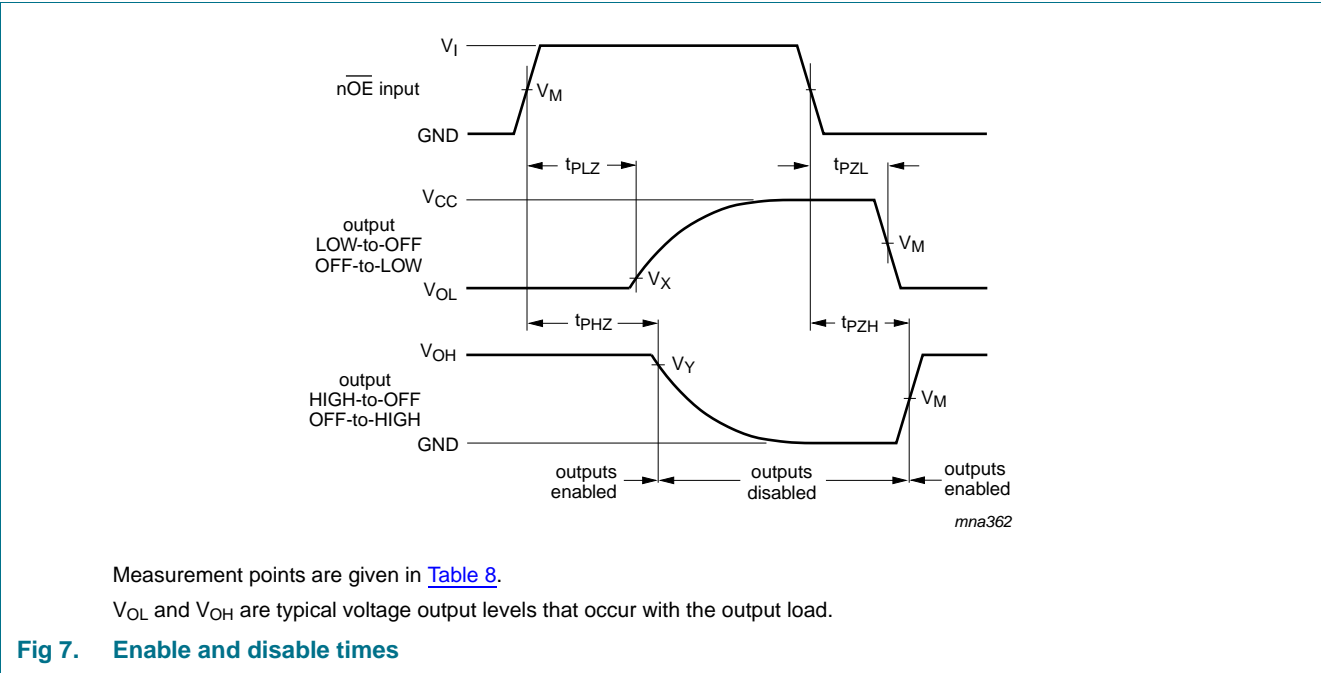 V_I
nO̅E̅ input
V_M
GND
t_PLZ
t_PZL
V_CC
output
LOW-to-OFF
OFF-to-LOW
V_M
V_X
V_OL
t_PHZ
t_PZH
V_OH
V_Y
output
HIGH-to-OFF
OFF-to-HIGH
V_M
GND
outputs
enabled
outputs
disabled
outputs
enabled
mna362
Measurement points are given in Table 8.
V_OL and V_OH are typical voltage output levels that occur with the output load.
Fig 7. Enable and disable times